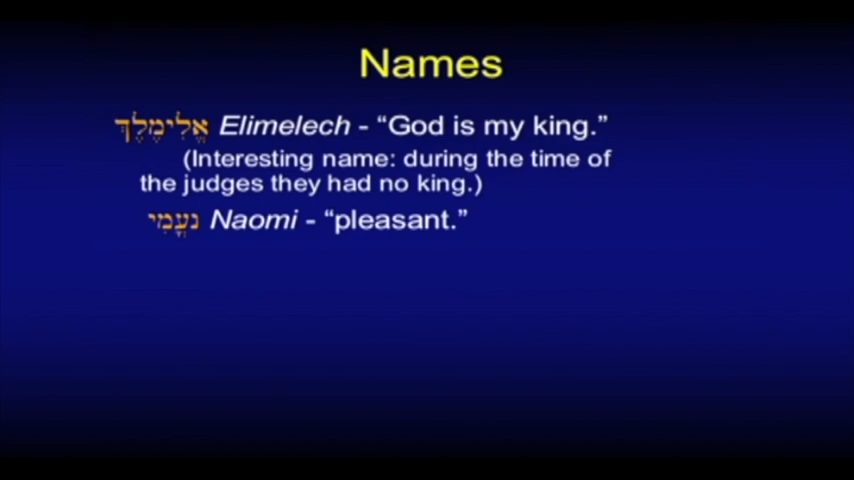 Names
אֱלִימֶלֶךְ Elimelech - “God is my king.”
(Interesting name: during the time of
the judges they had no king.)
נָעֳמִי Naomi - “pleasant.”